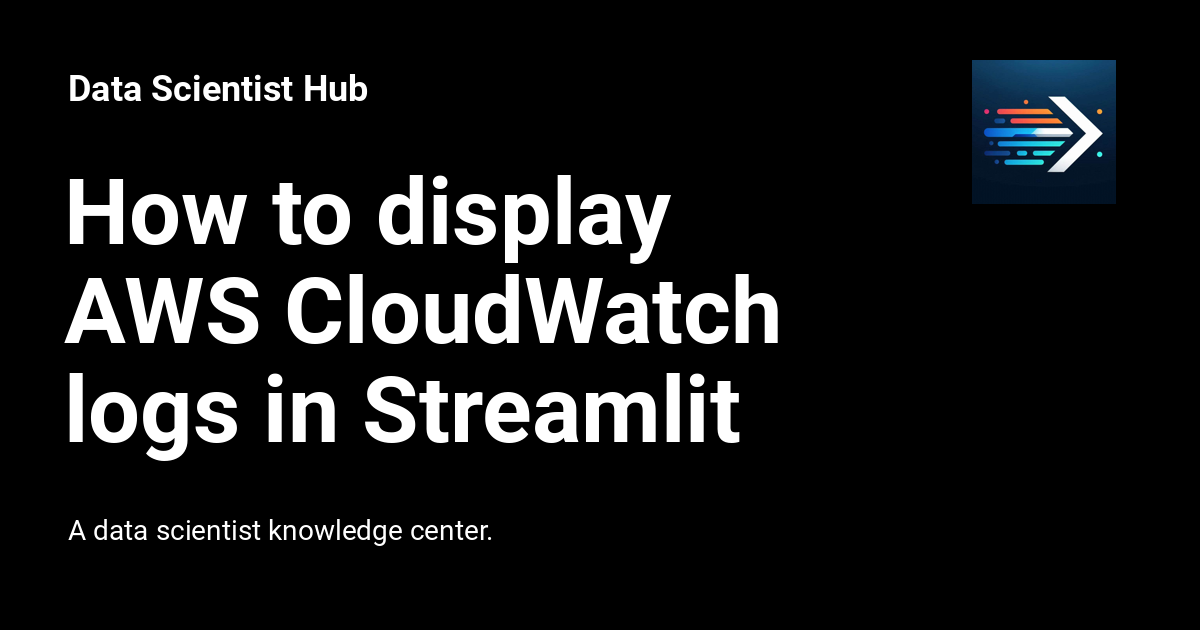 Data Scientist Hub
How to display
AWS CloudWatch
logs in Streamlit
A data scientist knowledge center.